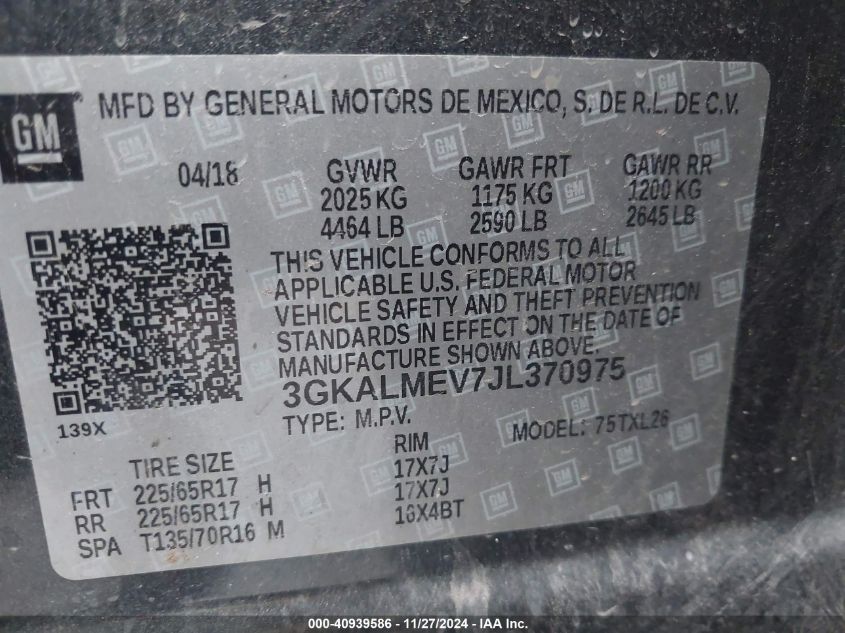 GM
MFD BY GENERAL MOTORS DE MEXICO, S. DE R.L. DE C.V.
04/18 GVWR GAWR FRT GAWR RR
2025 KG 1175 KG 1200 KG
4464 LB 2590 LB 2645 LB
THIS VEHICLE CONFORMS TO ALL
APPLICABLE U.S. FEDERAL MOTOR
VEHICLE SAFETY AND THEFT PREVENTION
STANDARDS IN EFFECT ON THE DATE OF
MANUFACTURE SHOWN ABOVE.
3GKALMEV7JL370975
139X
TYPE: M.P.V. MODEL: 75TXL26
TIRE SIZE RIM
FRT 225/65R17 H 17X7J
RR 225/65R17 H 17X7J
SPA T135/70R16 M 16X4BT
000-40939586 - 11/27/2024 - IAAI.COM